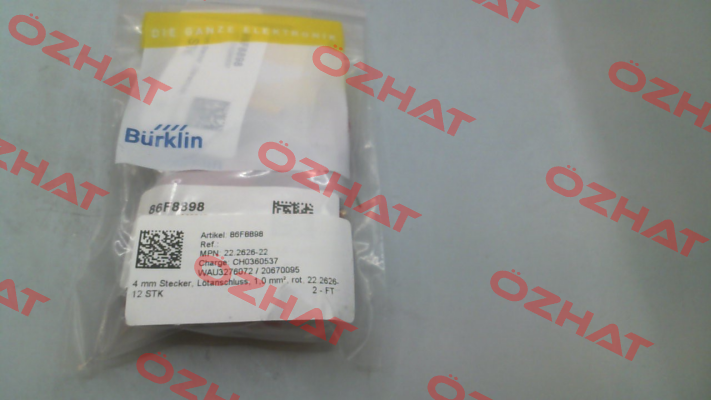 DIE GANZE ELEKTRONIK
Bürklin
86F8898
Artikel: 86F8898
Ref.:
MPN: 22.2626-22
Charge: CH0360537
WAU3276072 / 20670095
4 mm Stecker, Lötanschluss, 1.0 mm², rot, 22.2626-
12 STK 2 - FT
ÖZHAT
ÖZHAT
ÖZHAT
ÖZHAT
ÖZHAT
ÖZHAT
ÖZHAT
ÖZHAT
ÖZHAT
ÖZHAT